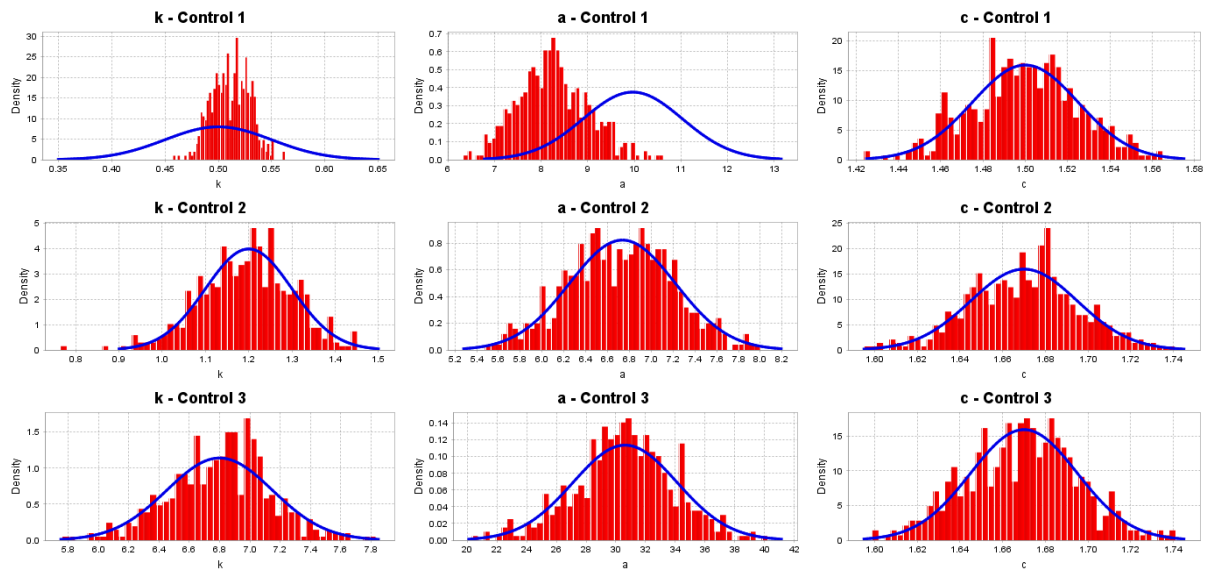 k - Control 1
30
25
20
15
10
5
0
Density
0.35 0.40 0.45 0.50 0.55 0.60 0.65
k
a - Control 1
0.7
0.6
0.5
0.4
0.3
0.2
0.1
0.0
Density
6 7 8 9 10 11 12 13
a
c - Control 1
20
15
10
5
0
Density
1.42 1.44 1.46 1.48 1.50 1.52 1.54 1.56 1.58
c
k - Control 2
5
4
3
2
1
0
Density
0.8 0.9 1.0 1.1 1.2 1.3 1.4 1.5
k
a - Control 2
0.8
0.6
0.4
0.2
0.0
Density
5.2 5.4 5.6 5.8 6.0 6.2 6.4 6.6 6.8 7.0 7.2 7.4 7.6 7.8 8.0 8.2
a
c - Control 2
25
20
15
10
5
0
Density
1.60 1.62 1.64 1.66 1.68 1.70 1.72 1.74
c
k - Control 3
1.5
1.0
0.5
0.0
Density
5.8 6.0 6.2 6.4 6.6 6.8 7.0 7.2 7.4 7.6 7.8
k
a - Control 3
0.14
0.12
0.10
0.08
0.06
0.04
0.02
0.00
Density
20 22 24 26 28 30 32 34 36 38 40 42
a
c - Control 3
15
10
5
0
Density
1.60 1.62 1.64 1.66 1.68 1.70 1.72 1.74
c